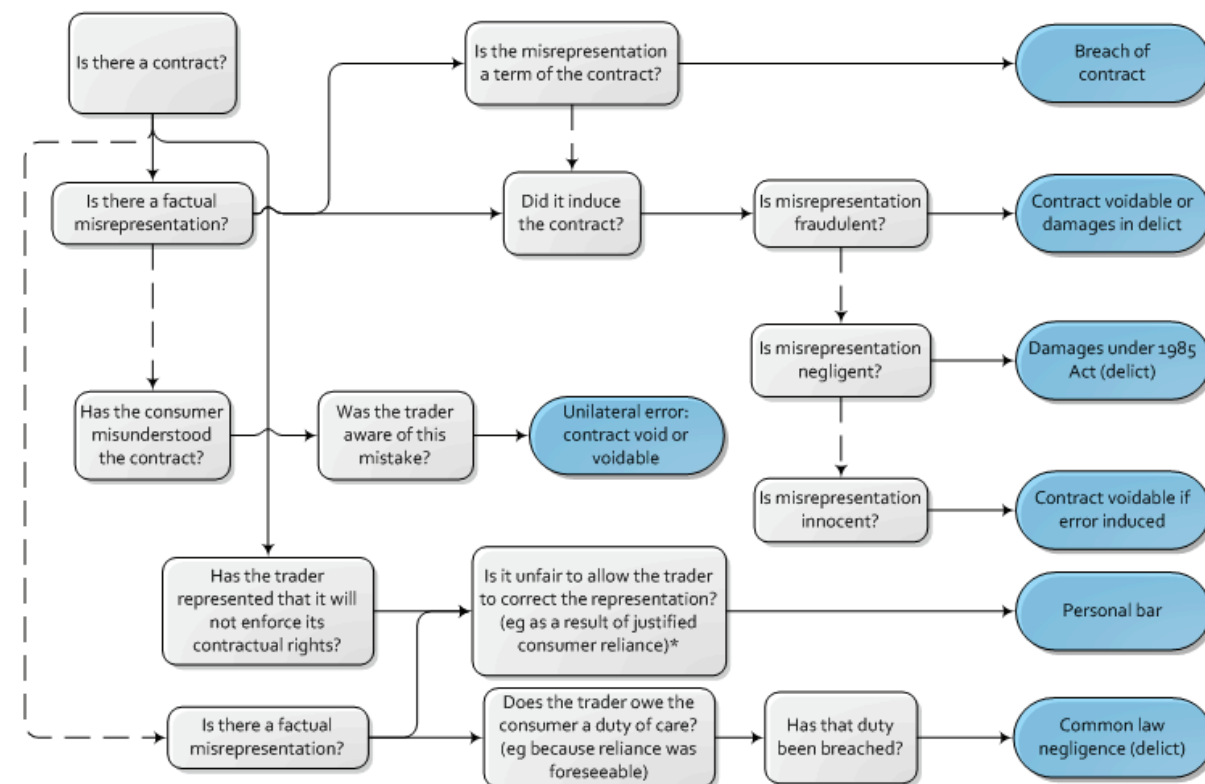 Is there a contract?
Is the misrepresentation
a term of the contract?
Breach of
contract
Is there a factual
misrepresentation?
Did it induce
the contract?
Is misrepresentation
fraudulent?
Contract voidable or
damages in delict
Is misrepresentation
negligent?
Damages under 1985
Act (delict)
Has the consumer
misunderstood
the contract?
Was the trader
aware of this
mistake?
Unilateral error:
contract void or
voidable
Is misrepresentation
innocent?
Contract voidable if
error induced
Has the trader
represented that it will
not enforce its
contractual rights?
Is it unfair to allow the trader
to correct the representation?
(eg as a result of justified
consumer reliance)*
Personal bar
Is there a factual
misrepresentation?
Does the trader owe the
consumer a duty of care?
(eg because reliance was
foreseeable)
Has that duty
been breached?
Common law
negligence (delict)